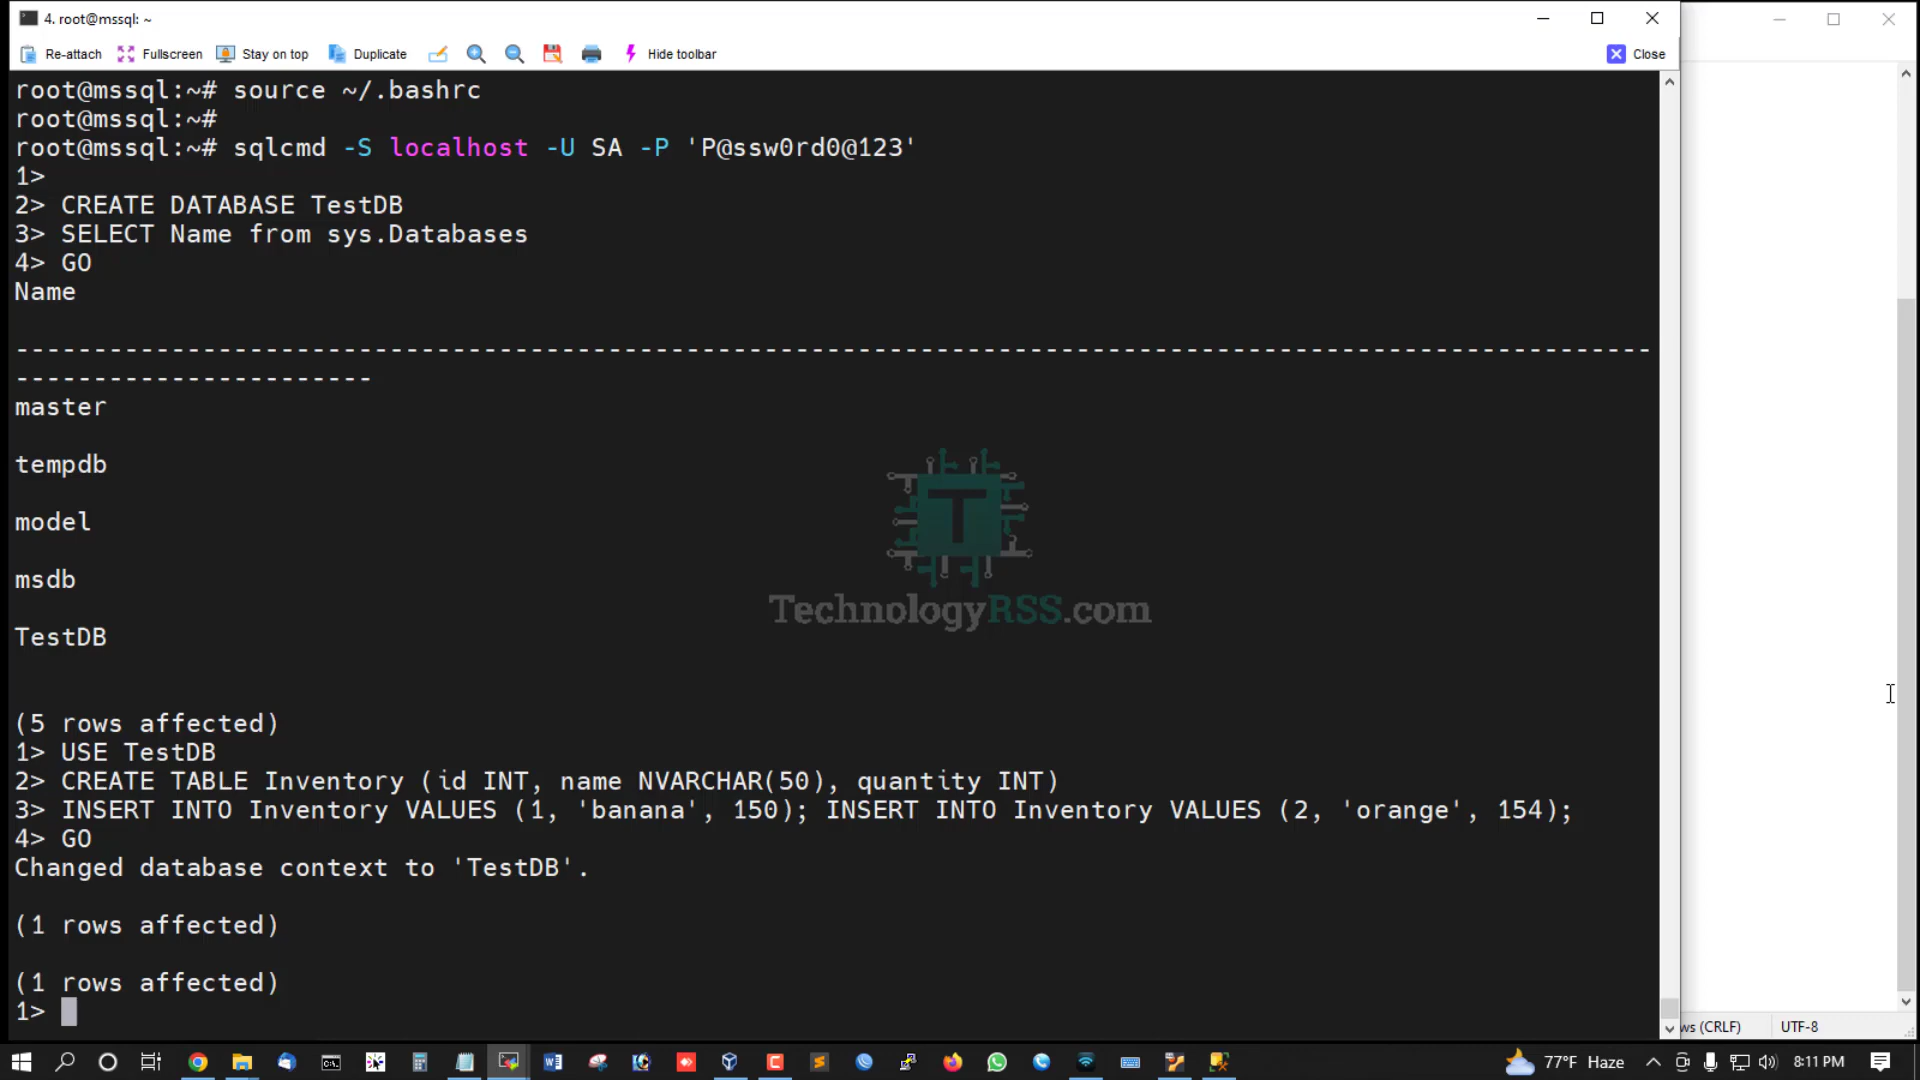 4. root@mssql: ~
Re-attach Fullscreen Stay on top Duplicate Hide toolbar Close
root@mssql:~# source ~/.bashrc
root@mssql:~#
root@mssql:~# sqlcmd -S localhost -U SA -P 'P@ssw0rd0@123'
1>
2> CREATE DATABASE TestDB
3> SELECT Name from sys.Databases
4> GO
Name
----------------------------------------------------------------------------------------------------------
-----------------------
master
tempdb
model
msdb
TestDB
TechnologyRSS.com
(5 rows affected)
1> USE TestDB
2> CREATE TABLE Inventory (id INT, name NVARCHAR(50), quantity INT)
3> INSERT INTO Inventory VALUES (1, 'banana', 150); INSERT INTO Inventory VALUES (2, 'orange', 154);
4> GO
Changed database context to 'TestDB'.
(1 rows affected)
(1 rows affected)
1>
(CRLF) UTF-8
77°F Haze 8:11 PM